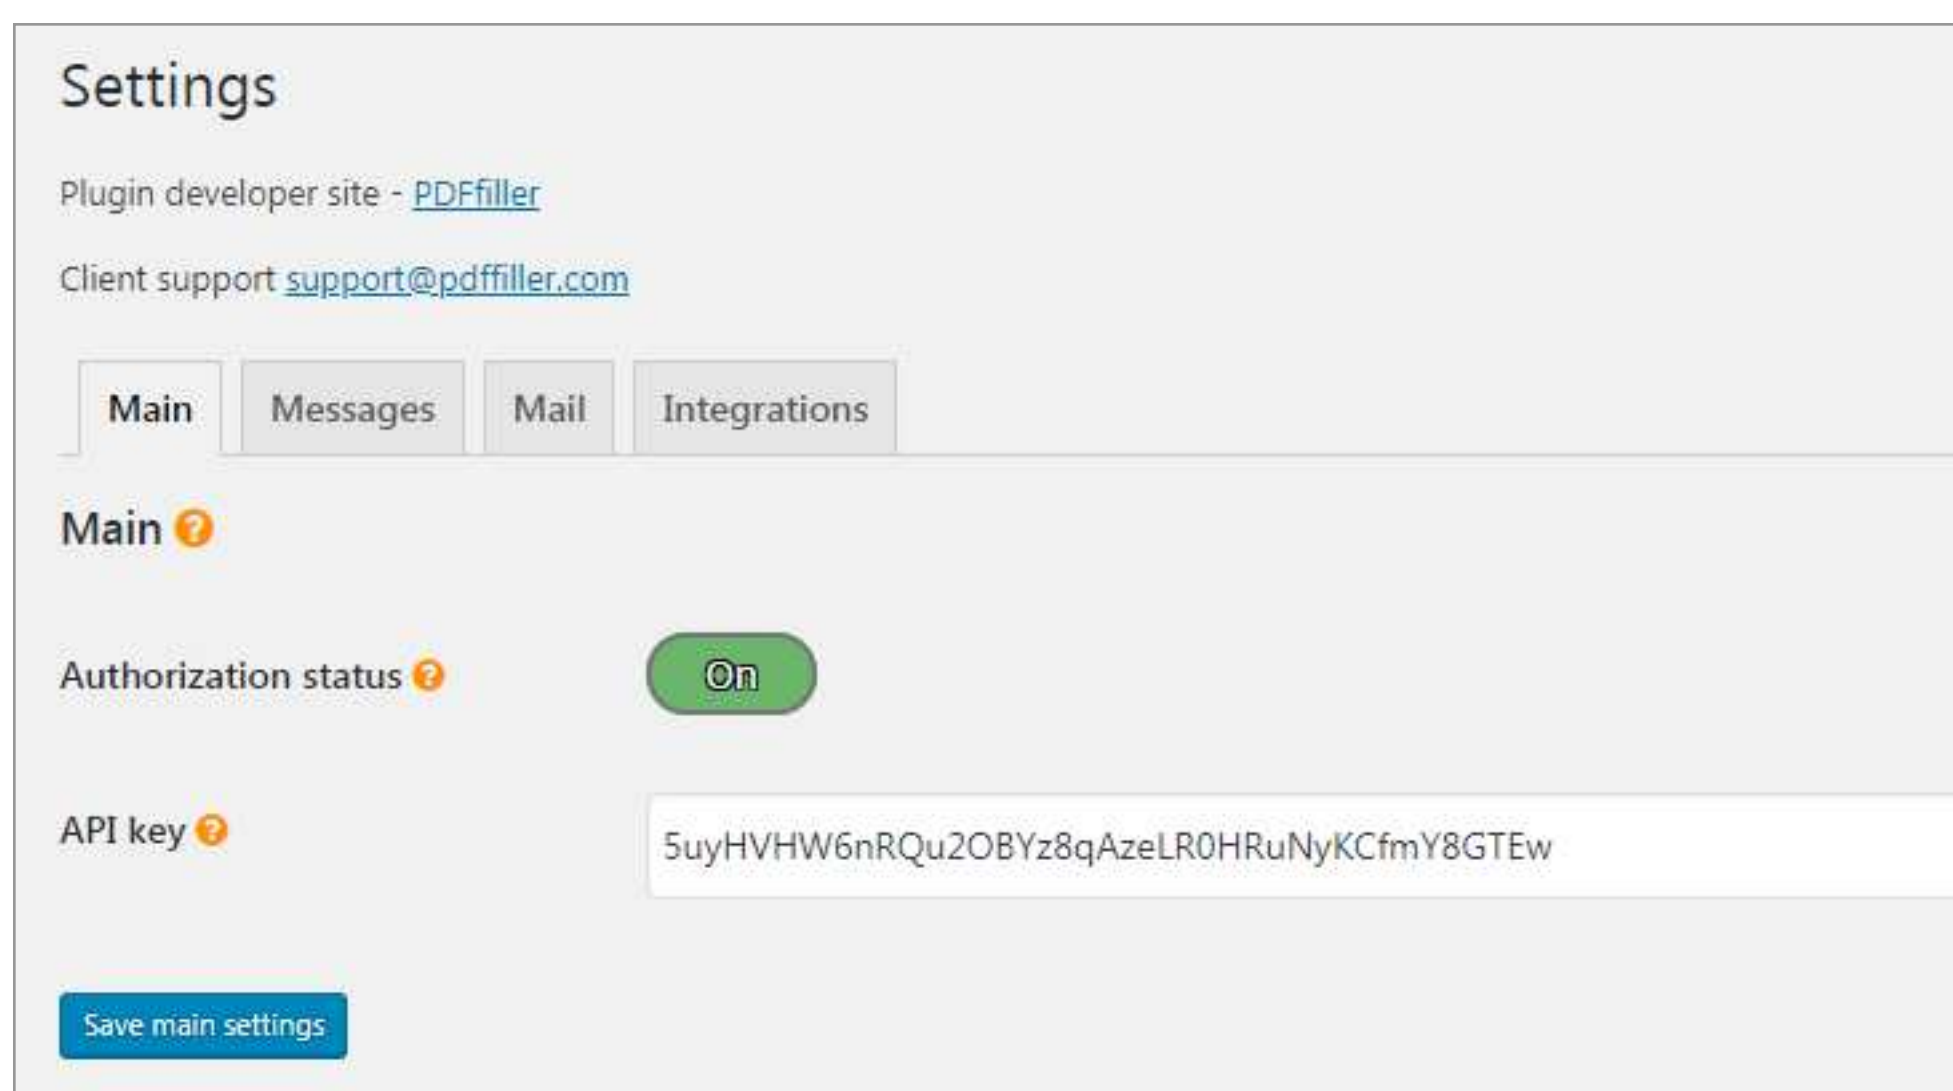 Settings
Plugin developer site - PDFfiller
Client support support@pdffiller.com
Main Messages Mail Integrations
Main ?
Authorization status ? On
API key ? 5uyHVHW6nRQu2OBYz8qAzeLR0HRuNyKCfmY8GTEw
Save main settings